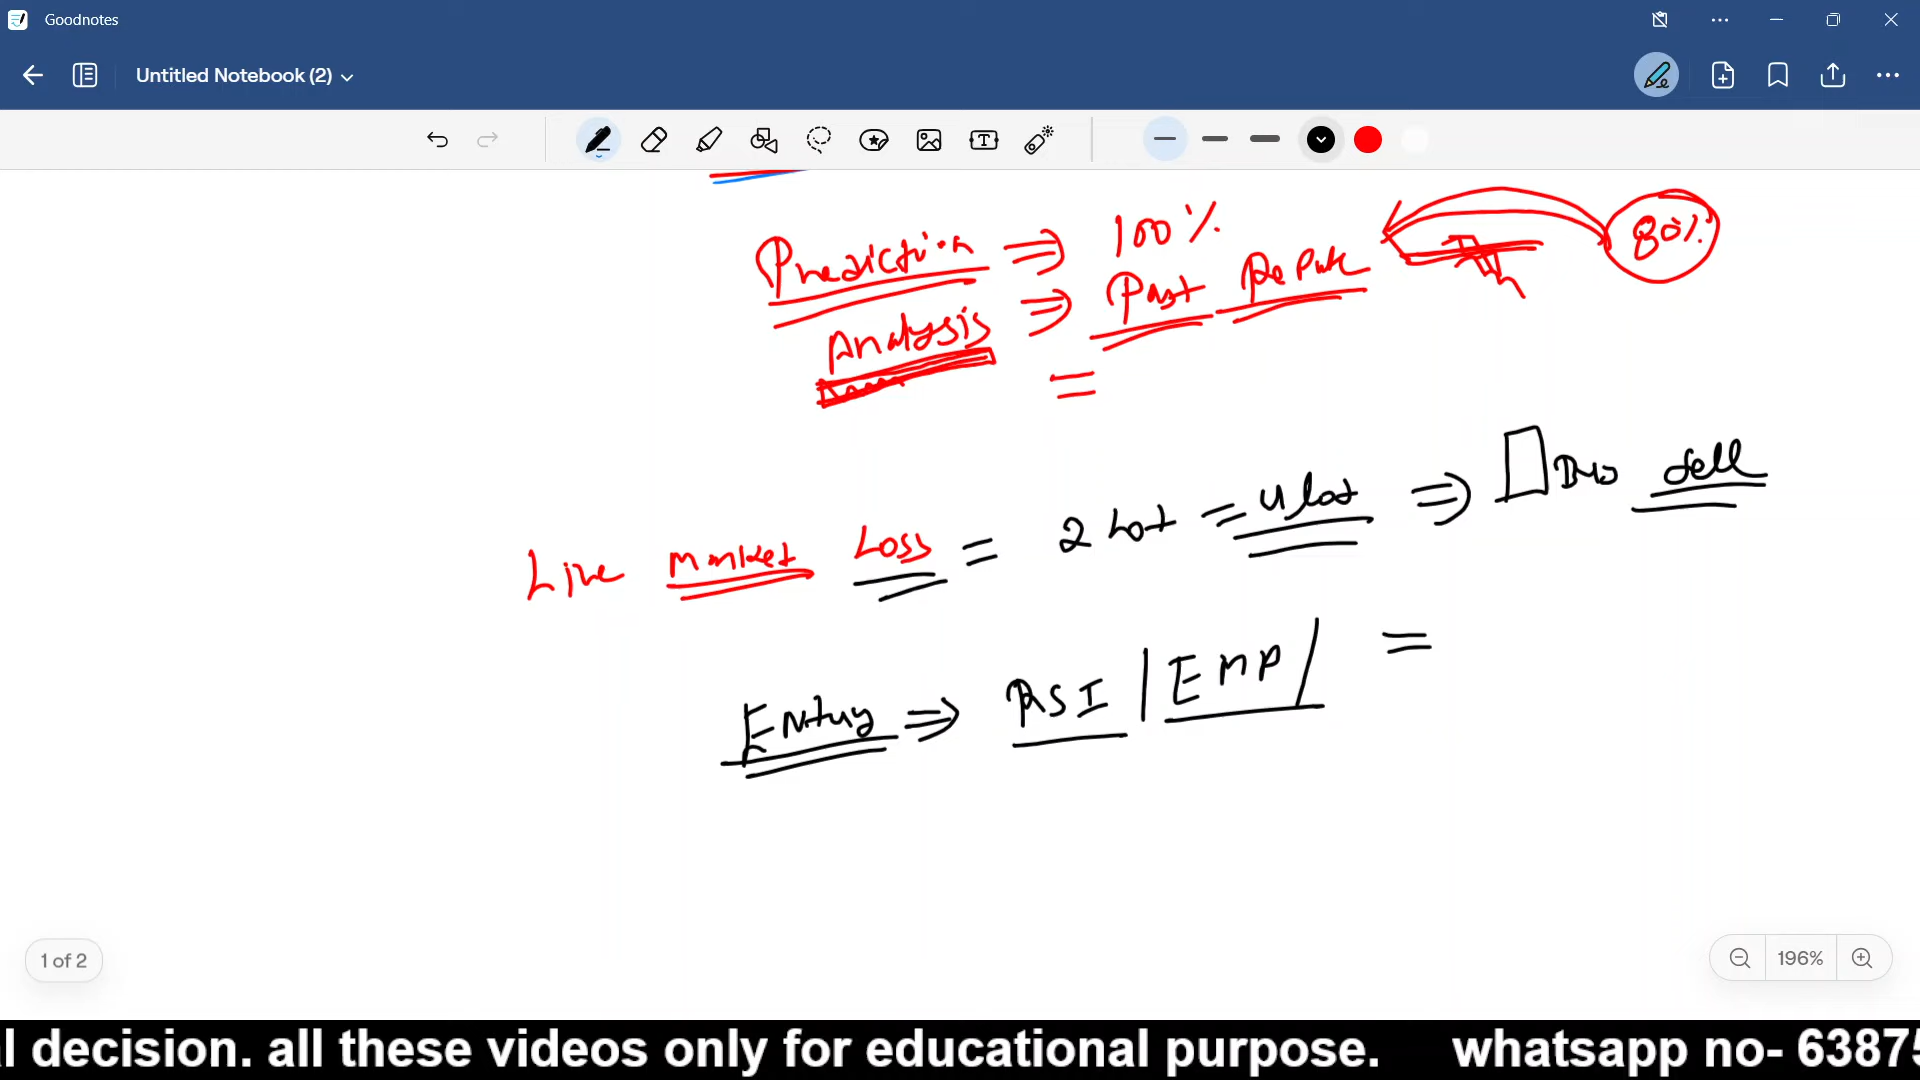 Goodnotes
Untitled Notebook (2)
Prediction ⇒ 100%
80%
Analysis ⇒ Past
=
Live market Loss = 2 Lot = 4 lot ⇒ sell
Entry ⇒ RSI | EMA / =
1 of 2
196%
l decision. all these videos only for educational purpose. whatsapp no- 6387